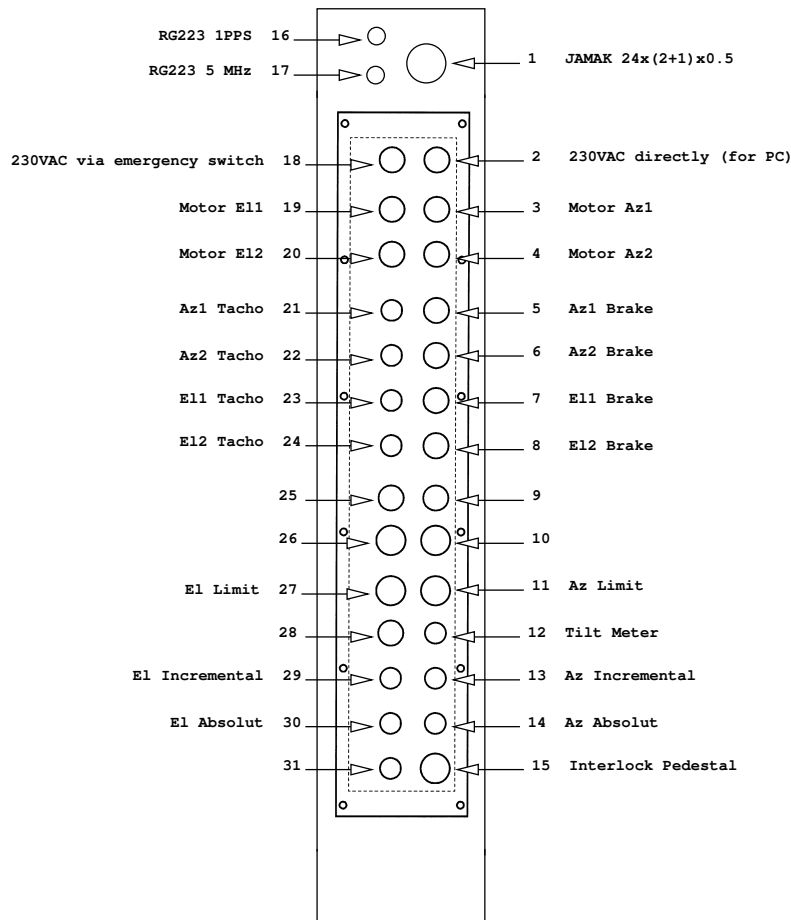 RG223 1PPS 16
1 JAMAK 24x(2+1)x0.5
RG223 5 MHz 17
230VAC via emergency switch 18
2 230VAC directly (for PC)
Motor El1 19
3 Motor Az1
Motor El2 20
4 Motor Az2
Az1 Tacho 21
5 Az1 Brake
Az2 Tacho 22
6 Az2 Brake
El1 Tacho 23
7 El1 Brake
El2 Tacho 24
8 El2 Brake
25
9
26
10
El Limit 27
11 Az Limit
28
12 Tilt Meter
El Incremental 29
13 Az Incremental
El Absolut 30
14 Az Absolut
31
15 Interlock Pedestal